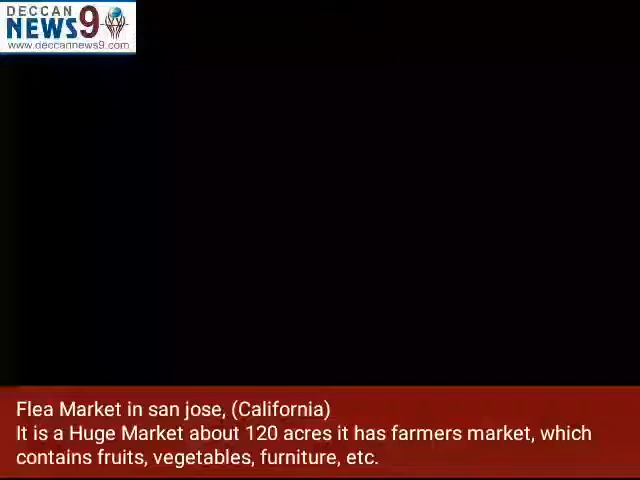 DECCAN
NEWS9
www.deccannews9.com
Flea Market in san jose, (California)
It is a Huge Market about 120 acres it has farmers market, which
contains fruits, vegetables, furniture, etc.